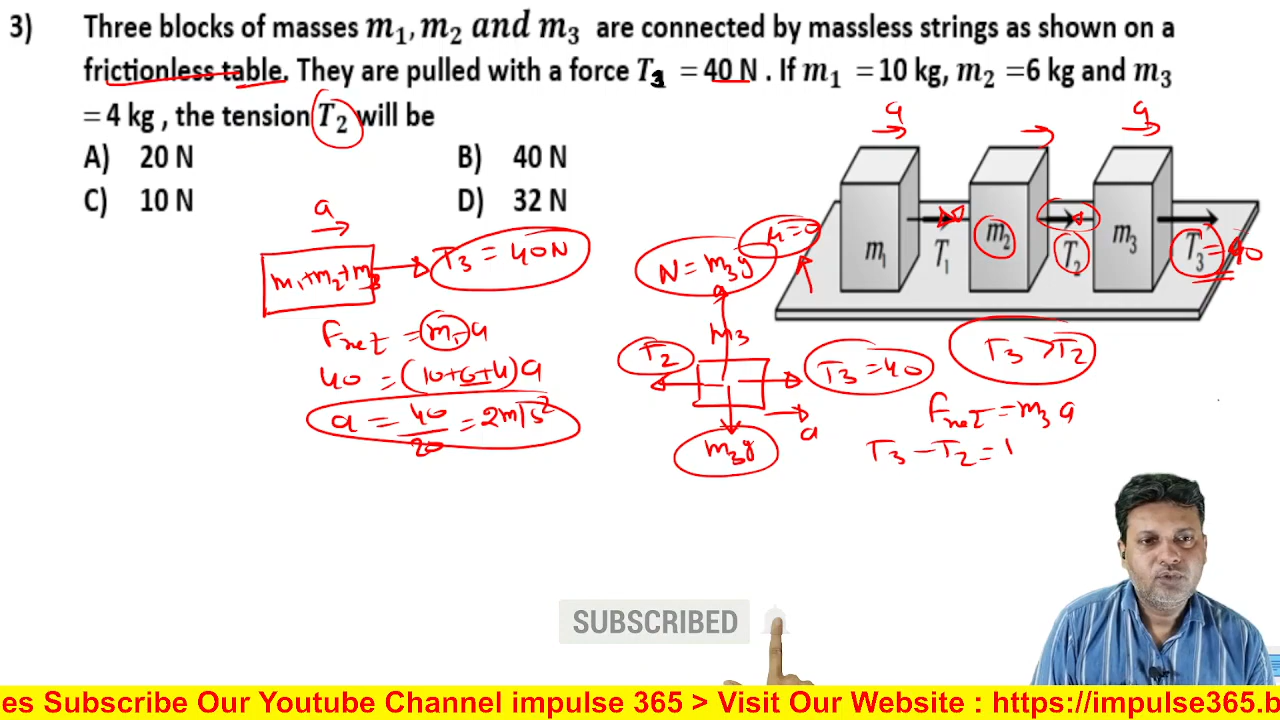 3) Three blocks of masses m₁, m₂ and m₃ are connected by massless strings as shown on a
frictionless table. They are pulled with a force T₃ = 40 N . If m₁ = 10 kg, m₂ =6 kg and m₃
= 4 kg , the tension T₂ will be
A) 20 N B) 40 N
C) 10 N D) 32 N
a a
m₁ T₁ m₂ T₂ m₃ T₃ = 40
μ=0
a
m₁+m₂+m₃ T₃ = 40N
Fnet = m₁ a
40 = (10+6+4) a
a = 40/20 = 2m/s²
N = m₃g
m₃
T₂ T₃ = 40
a
m₃g
T₃ > T₂
Fnet = m₃ a
T₃ − T₂ =
SUBSCRIBED
es Subscribe Our Youtube Channel impulse 365 > Visit Our Website : https://impulse365.b